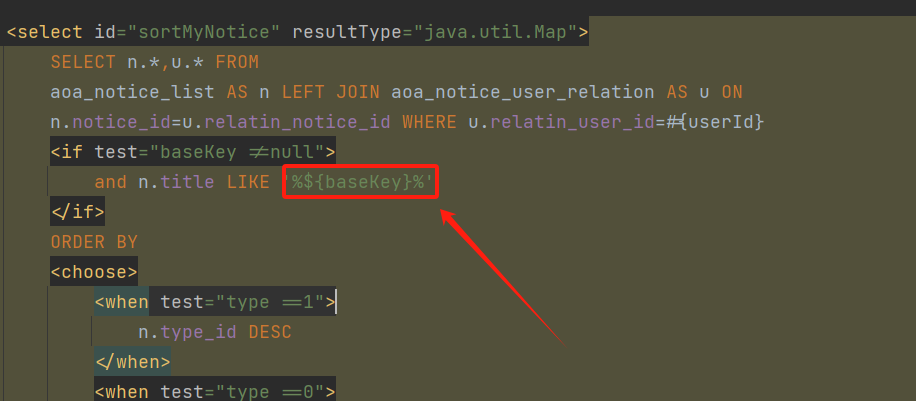 <select id="sortMyNotice" resultType="java.util.Map">
SELECT n.*,u.* FROM
aoa_notice_list AS n LEFT JOIN aoa_notice_user_relation AS u ON
n.notice_id=u.relatin_notice_id WHERE u.relatin_user_id=#{userId}
<if test="baseKey !=null">
and n.title LIKE '%${baseKey}%'
</if>
ORDER BY
<choose>
<when test="type ==1">
n.type_id DESC
</when>
<when test="type ==0">